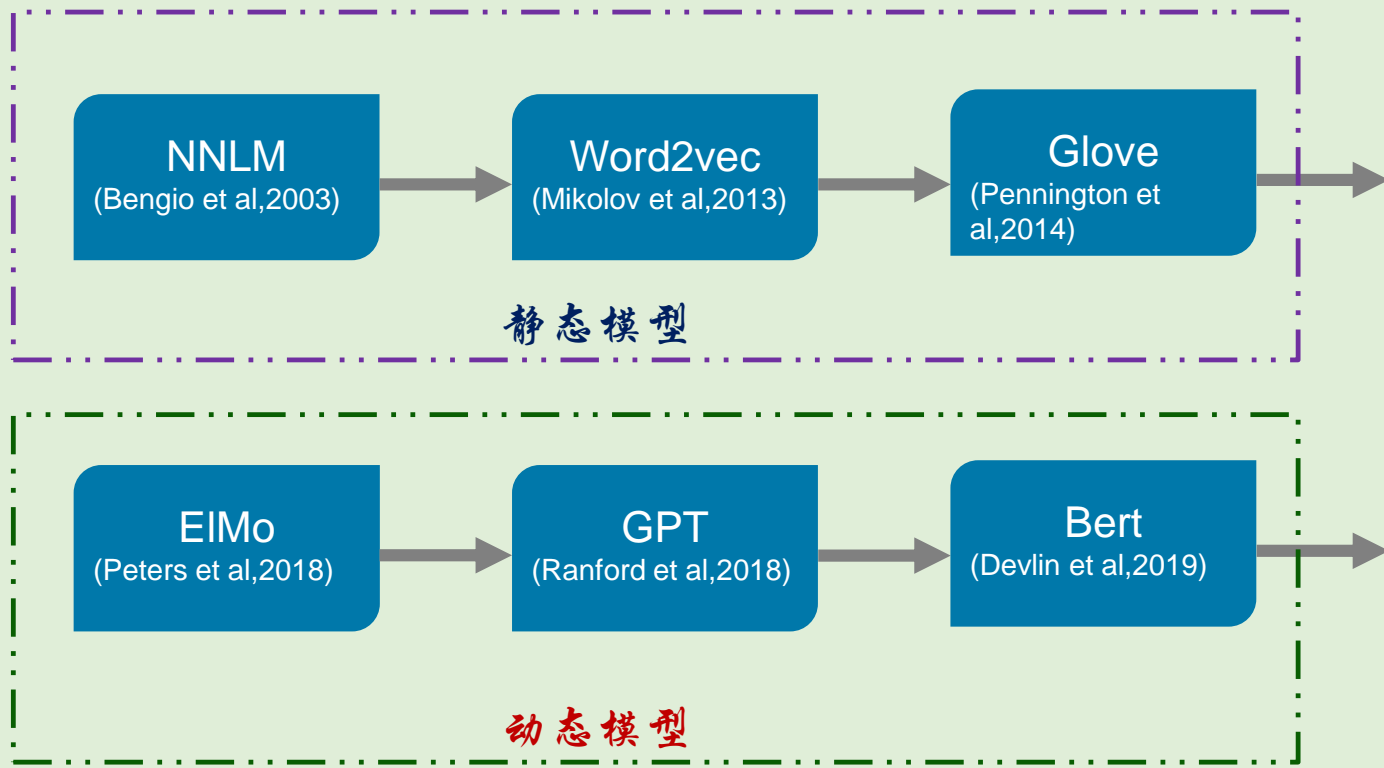 NNLM
(Bengio et al,2003)
Word2vec
(Mikolov et al,2013)
Glove
(Pennington et
al,2014)
静态模型
ElMo
(Peters et al,2018)
GPT
(Ranford et al,2018)
Bert
(Devlin et al,2019)
动态模型